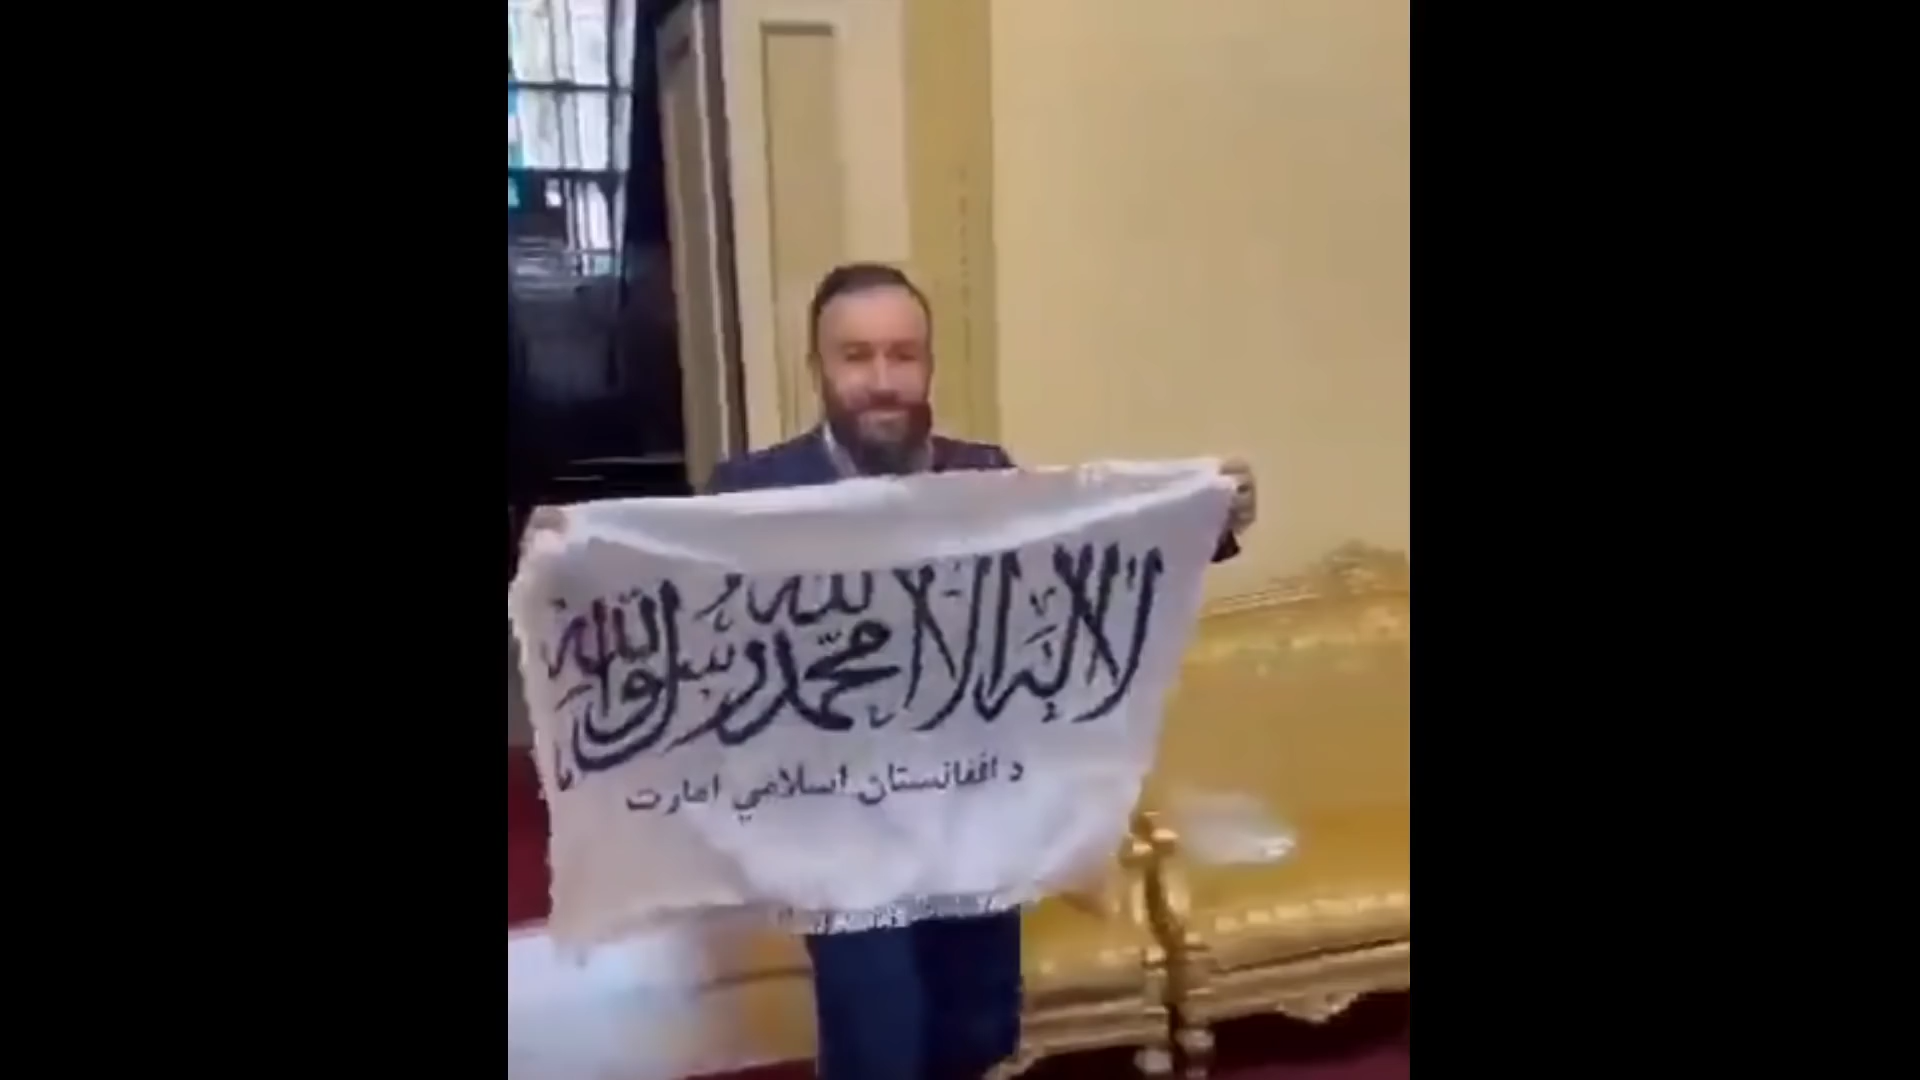 لا إله إلا الله محمد رسول الله
د افغانستان اسلامي امارت